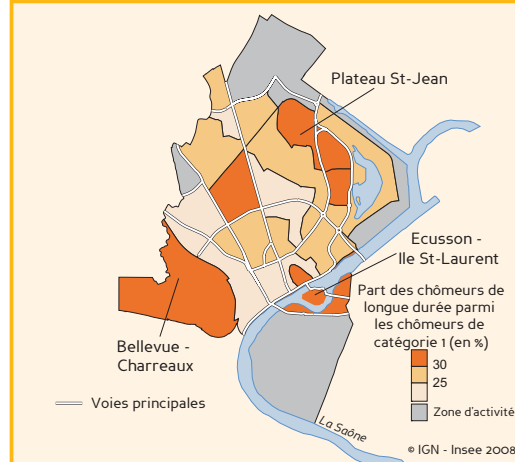 Plateau St-Jean
Ecusson -
Ile St-Laurent
Part des chômeurs de
longue durée parmi
les chômeurs de
catégorie 1 (en %)
30
25
Zone d'activité
Bellevue -
Charreaux
Voies principales
La Saône
© IGN - Insee 2008